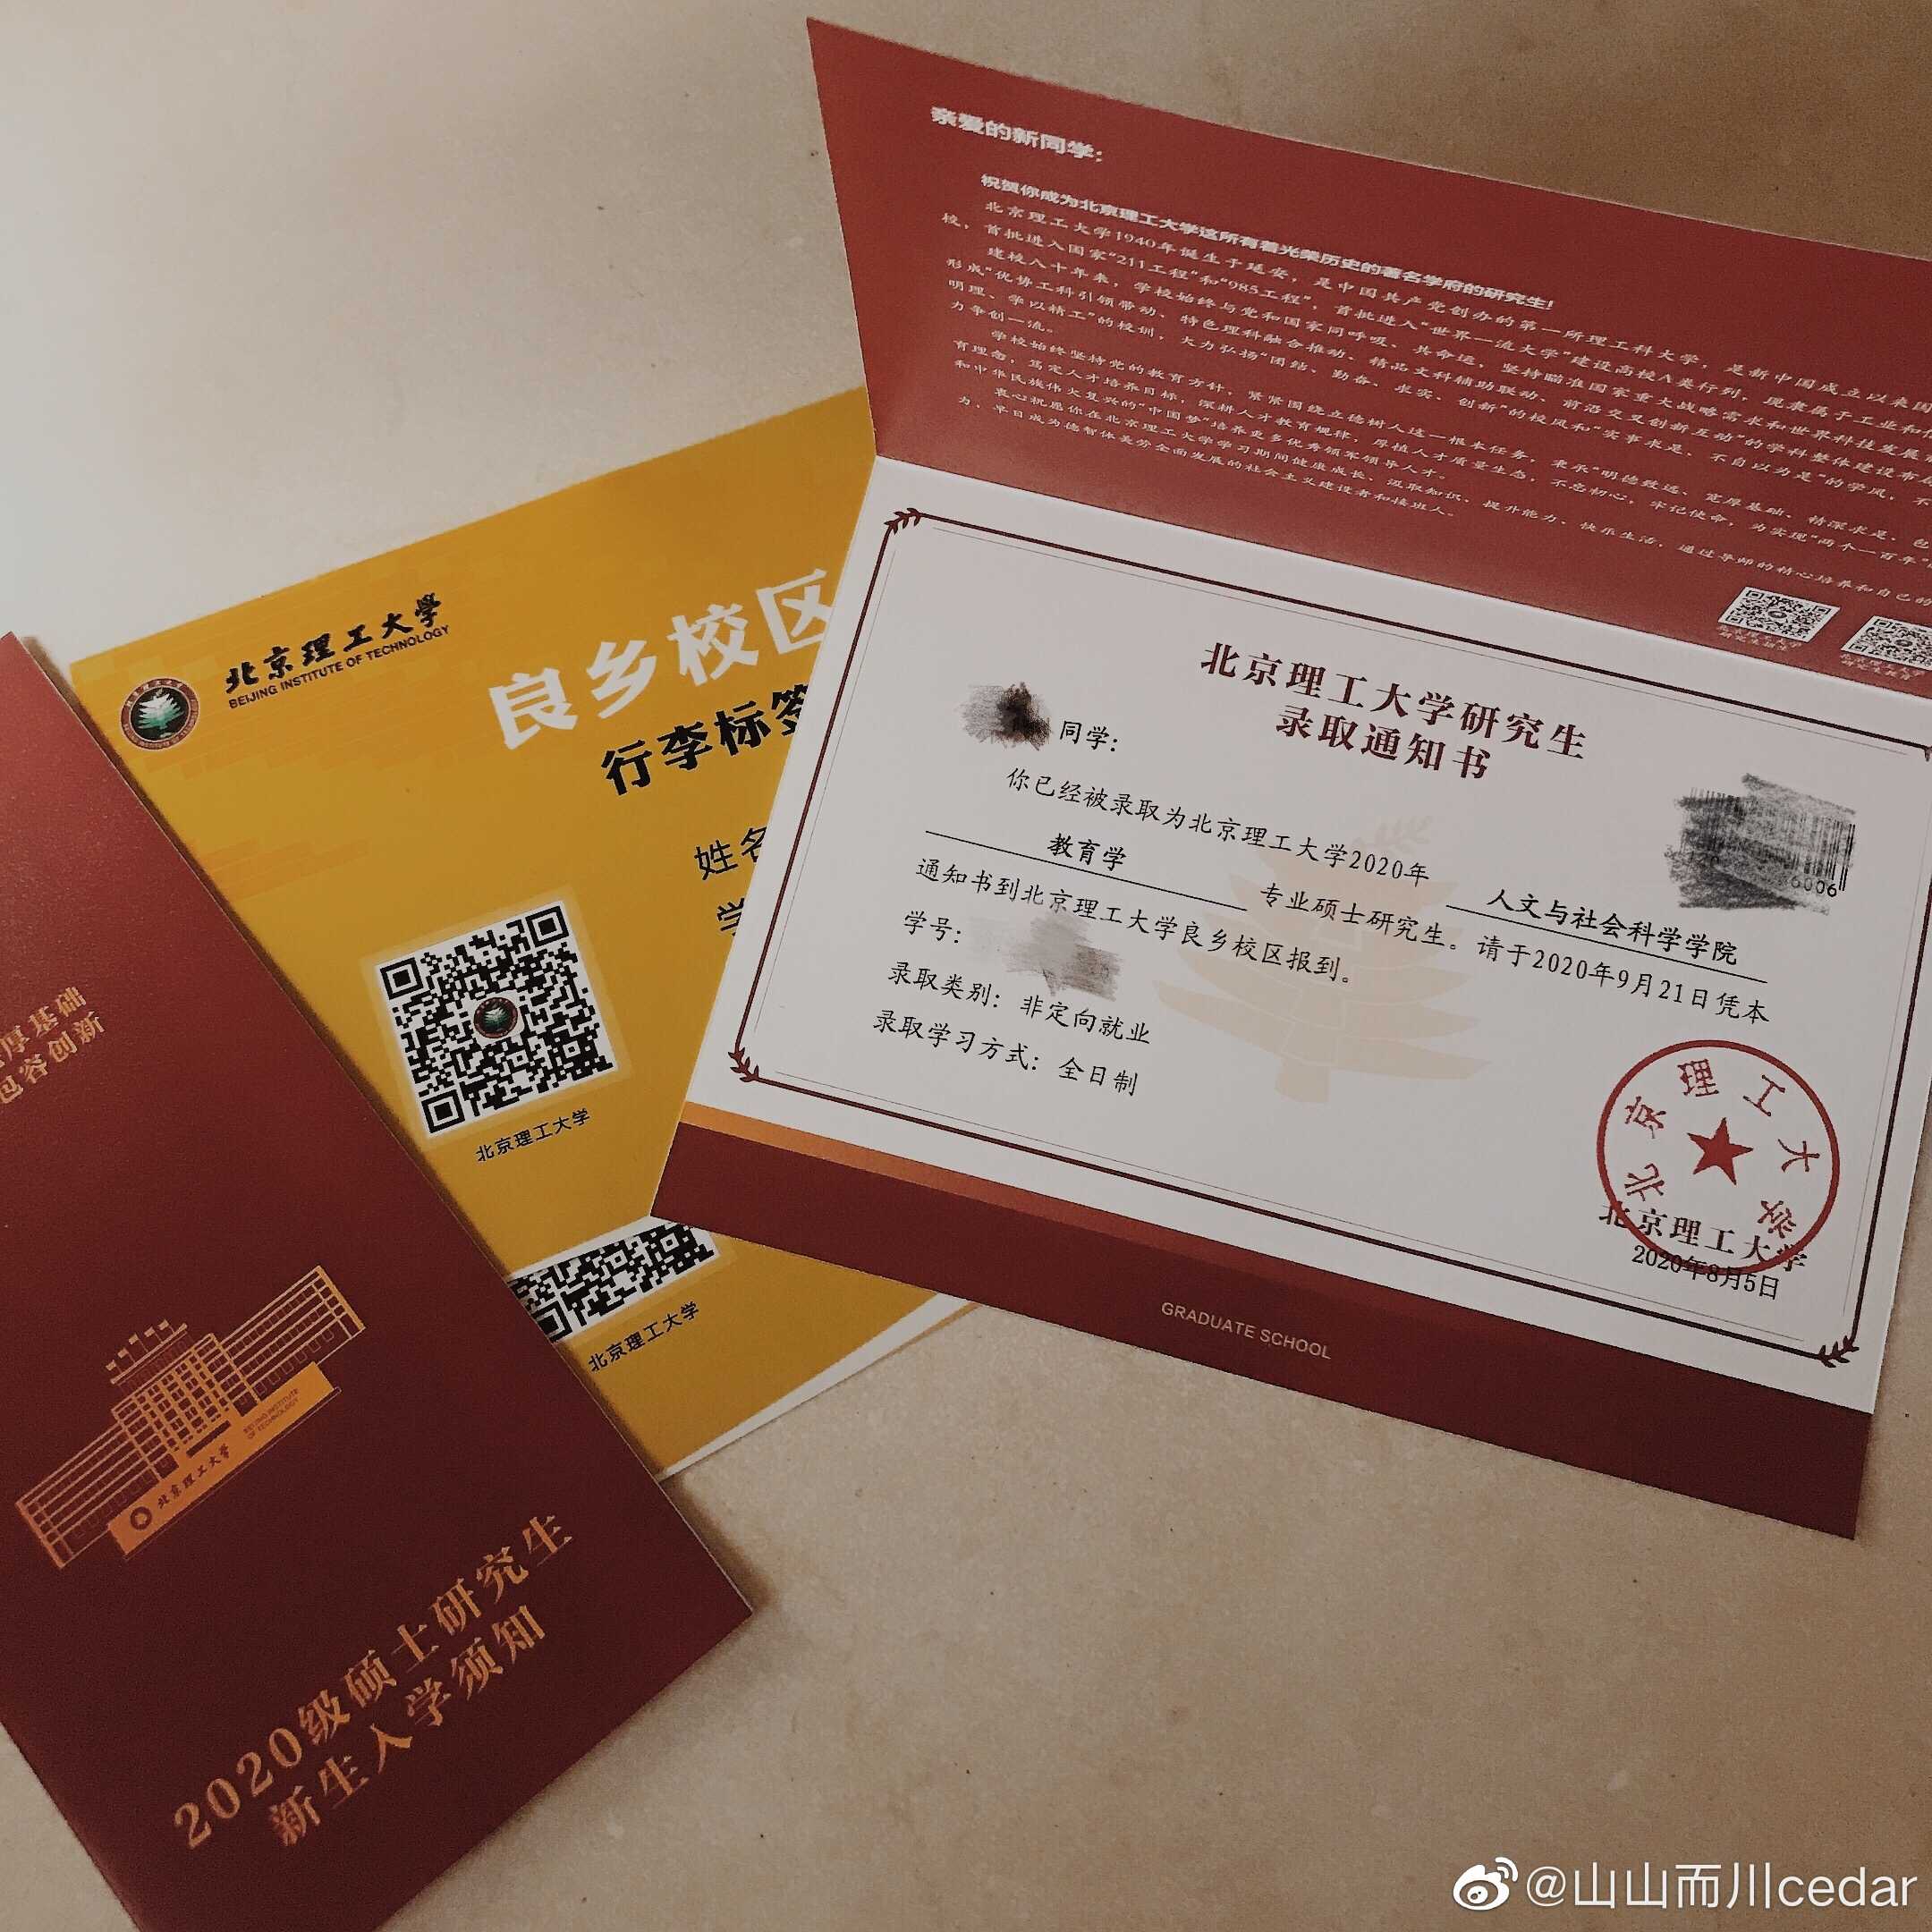 亲爱的新同学：
祝贺你成为北京理工大学这所有着光荣历史的著名学府的研究生！
北京理工大学1940年诞生于延安，是中国共产党创办的第一所理工科大学，是新中国成立以来国
校，首批进入国家“211工程”和“985工程”，首批进入“世界一流大学”建设高校A类行列，现隶属于工业和信
建校八十年来，学校始终与党和国家同呼吸、共命运，坚持瞄准国家重大战略需求和世界科技发展
形成“优势工科引领带动、特色理科融合推动、精品文科辅助联动、前沿交叉创新互动”的学科整体建设布局
明理、学以精工”的校训，大力弘扬“团结、勤奋、求实、创新”的校风和“实事求是、不自以为是”的学风，不
力争创一流。
学校始终坚持党的教育方针，紧紧围绕立德树人这一根本任务，秉承“明德致远、宽厚基础、精深求是、包
育理念，笃定人才培养目标，深耕人才教育规律，厚植人才质量生态，不忘初心，牢记使命，为实现“两个一百年”
和中华民族伟大复兴的“中国梦”培养更多优秀领军领导人才。
衷心祝愿你在北京理工大学学习期间健康成长、汲取知识、提升能力、快乐生活，通过导师的精心培养和自己的
力，早日成为德智体美劳全面发展的社会主义建设者和接班人。
北京理工大学研究生
录取通知书
同学：
你已经被录取为北京理工大学2020年 人文与社会科学学院
教育学 专业硕士研究生。请于2020年9月21日凭本
通知书到北京理工大学良乡校区报到。
学号：
录取类别：非定向就业
录取学习方式：全日制
6006
北京理工大学
北京理工大学
2020年8月5日
GRADUATE SCHOOL
北京理工大学
BEIJING INSTITUTE OF TECHNOLOGY
良乡校区
行李标签
姓名
学
北京理工大学
北京理工大学
厚基础
包容创新
北京理工大学
BEIJING INSTITUTE
OF TECHNOLOGY
2020级硕士研究生
新生入学须知
@山山而川cedar